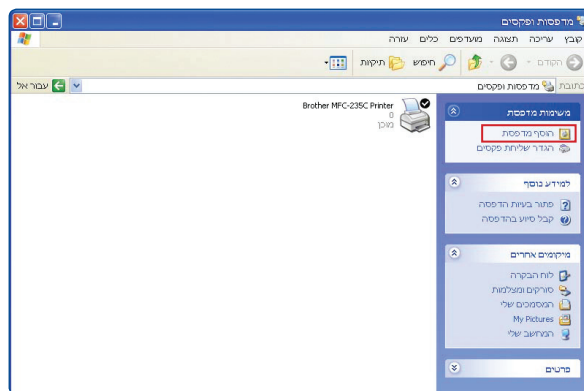 מדפסות ופקסים
קובץ עריכה תצוגה מועדפים כלים עזרה
הקודם חיפוש תיקיות
כתובת מדפסות ופקסים עבור אל
משימות מדפסת
הוסף מדפסת
הגדר שליחת פקסים
למידע נוסף
פתור בעיות הדפסה
קבל סיוע בהדפסה
מיקומים אחרים
לוח הבקרה
סורקים ומצלמות
המסמכים שלי
My Pictures
המחשב שלי
פרטים
Brother MFC-235C Printer
0
מוכן